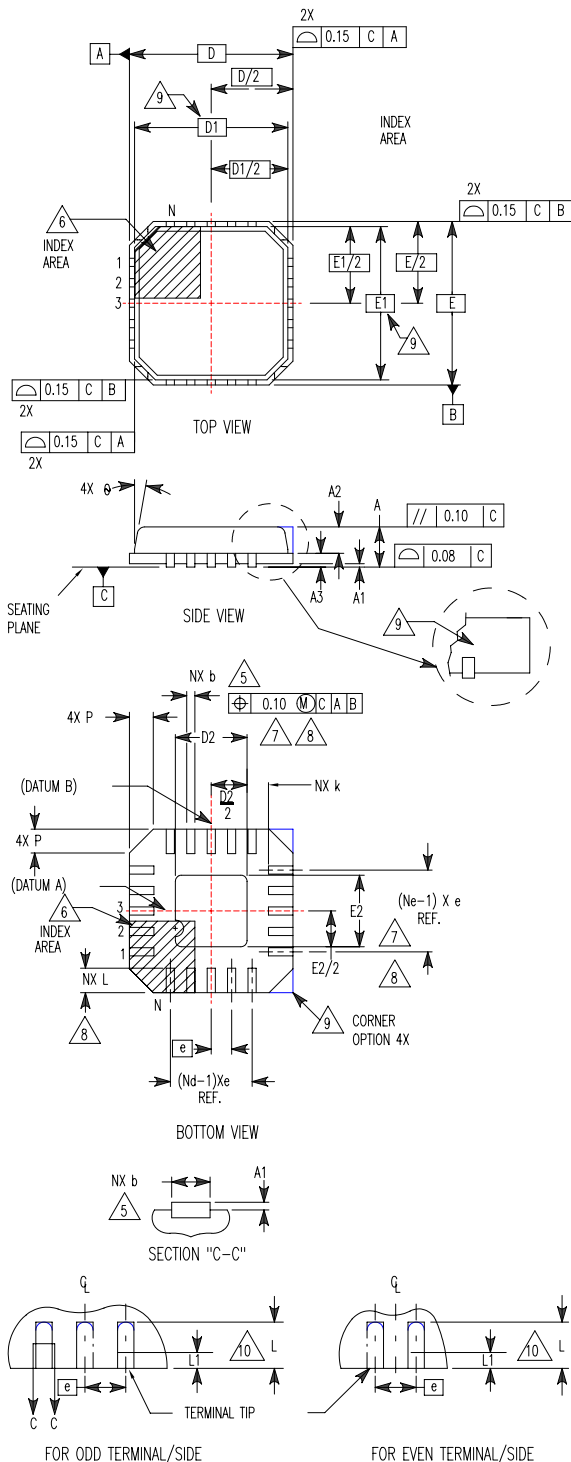 2X
A
D
⌓ 0.15 C A
D/2
9
D1
INDEX
AREA
D1/2
2X
⌓ 0.15 C B
6
N
INDEX
AREA
1
2
3
E1/2
E/2
E1
E
9
⌓ 0.15 C B
2X
B
⌓ 0.15 C A
2X
TOP VIEW
4X
A2
A
// 0.10 C
⌓ 0.08 C
C
A3
A1
SEATING
PLANE
SIDE VIEW
9
NX b
5
⌖ 0.10 Ⓜ C A B
4X P
D2
7
8
(DATUM B)
D2
2
NX k
4X P
(DATUM A)
(Ne-1) X e
REF.
6
INDEX
AREA
3
2
1
E2
7
E2/2
NX L
8
8
N
9
CORNER
OPTION 4X
e
(Nd-1)Xe
REF.
BOTTOM VIEW
NX b
A1
5
SECTION "C-C"
℄
℄
10
L
10
L
L1
L1
e
e
C C
TERMINAL TIP
FOR ODD TERMINAL/SIDE
FOR EVEN TERMINAL/SIDE